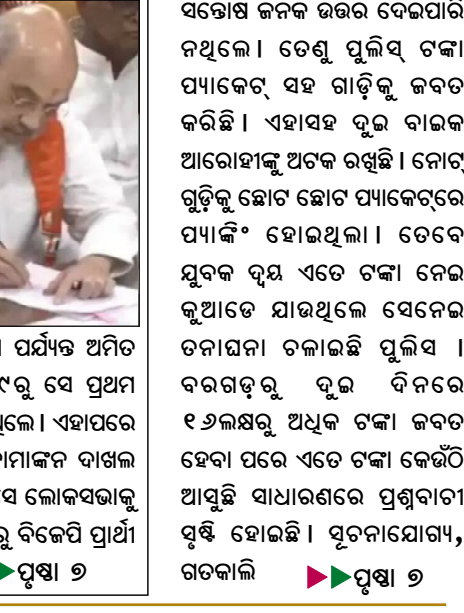 ପର୍ଯ୍ୟନ୍ତ ଅମିତ
୯ରୁ ସେ ପ୍ରଥମ
ଏହାପରେ
ଦାଖଲ
ଲୋକସଭାକୁ
ବିଜେପି ପ୍ରାର୍ଥୀ
ପୃଷ୍ଠା ୭
ସନ୍ତୋଷ ଜନକ ଉତ୍ତର ଦେଇପାରି
ନଥିଲେ। ତେଣୁ ପୁଲିସ୍ ଟଙ୍କା
ପ୍ୟାକେଟ୍ ସହ ଗାଡ଼ିକୁ ଜବତ
କରିଛି। ଏହାସହ ଦୁଇ ବାଇକ
ଆରୋହୀଙ୍କୁ ଅଟକ ରଖିଛି। ନୋଟ୍
ଗୁଡ଼ିକୁ ଛୋଟ ଛୋଟ ପ୍ୟାକେଟ୍‌ରେ
ପ୍ୟାକିଂ ହୋଇଥିଲା। ତେବେ
ଯୁବକ ଦ୍ୱୟ ଏତେ ଟଙ୍କା ନେଇ
କୁଆଡେ ଯାଉଥିଲେ ସେନେଇ
ତନାଘନା ଚଳାଇଛି ପୁଲିସ ।
ବରଗଡ଼ରୁ ଦୁଇ ଦିନରେ
୧୬ଲକ୍ଷରୁ ଅଧିକ ଟଙ୍କା ଜବତ
ହେବା ପରେ ଏତେ ଟଙ୍କା କେଉଁଠି
ଆସୁଛି ସାଧାରଣରେ ପ୍ରଶ୍ନବାଚୀ
ସୃଷ୍ଟି ହୋଇଛି। ସୂଚନାଯୋଗ୍ୟ,
ଗତକାଲି ପୃଷ୍ଠା ୭